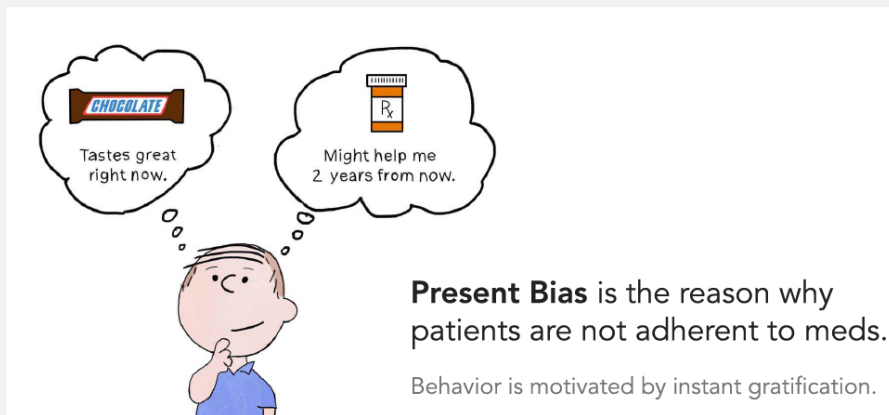 CHOCOLATE
Tastes great
right now.
Rx
Might help me
2 years from now.
Present Bias is the reason why
patients are not adherent to meds.
Behavior is motivated by instant gratification.